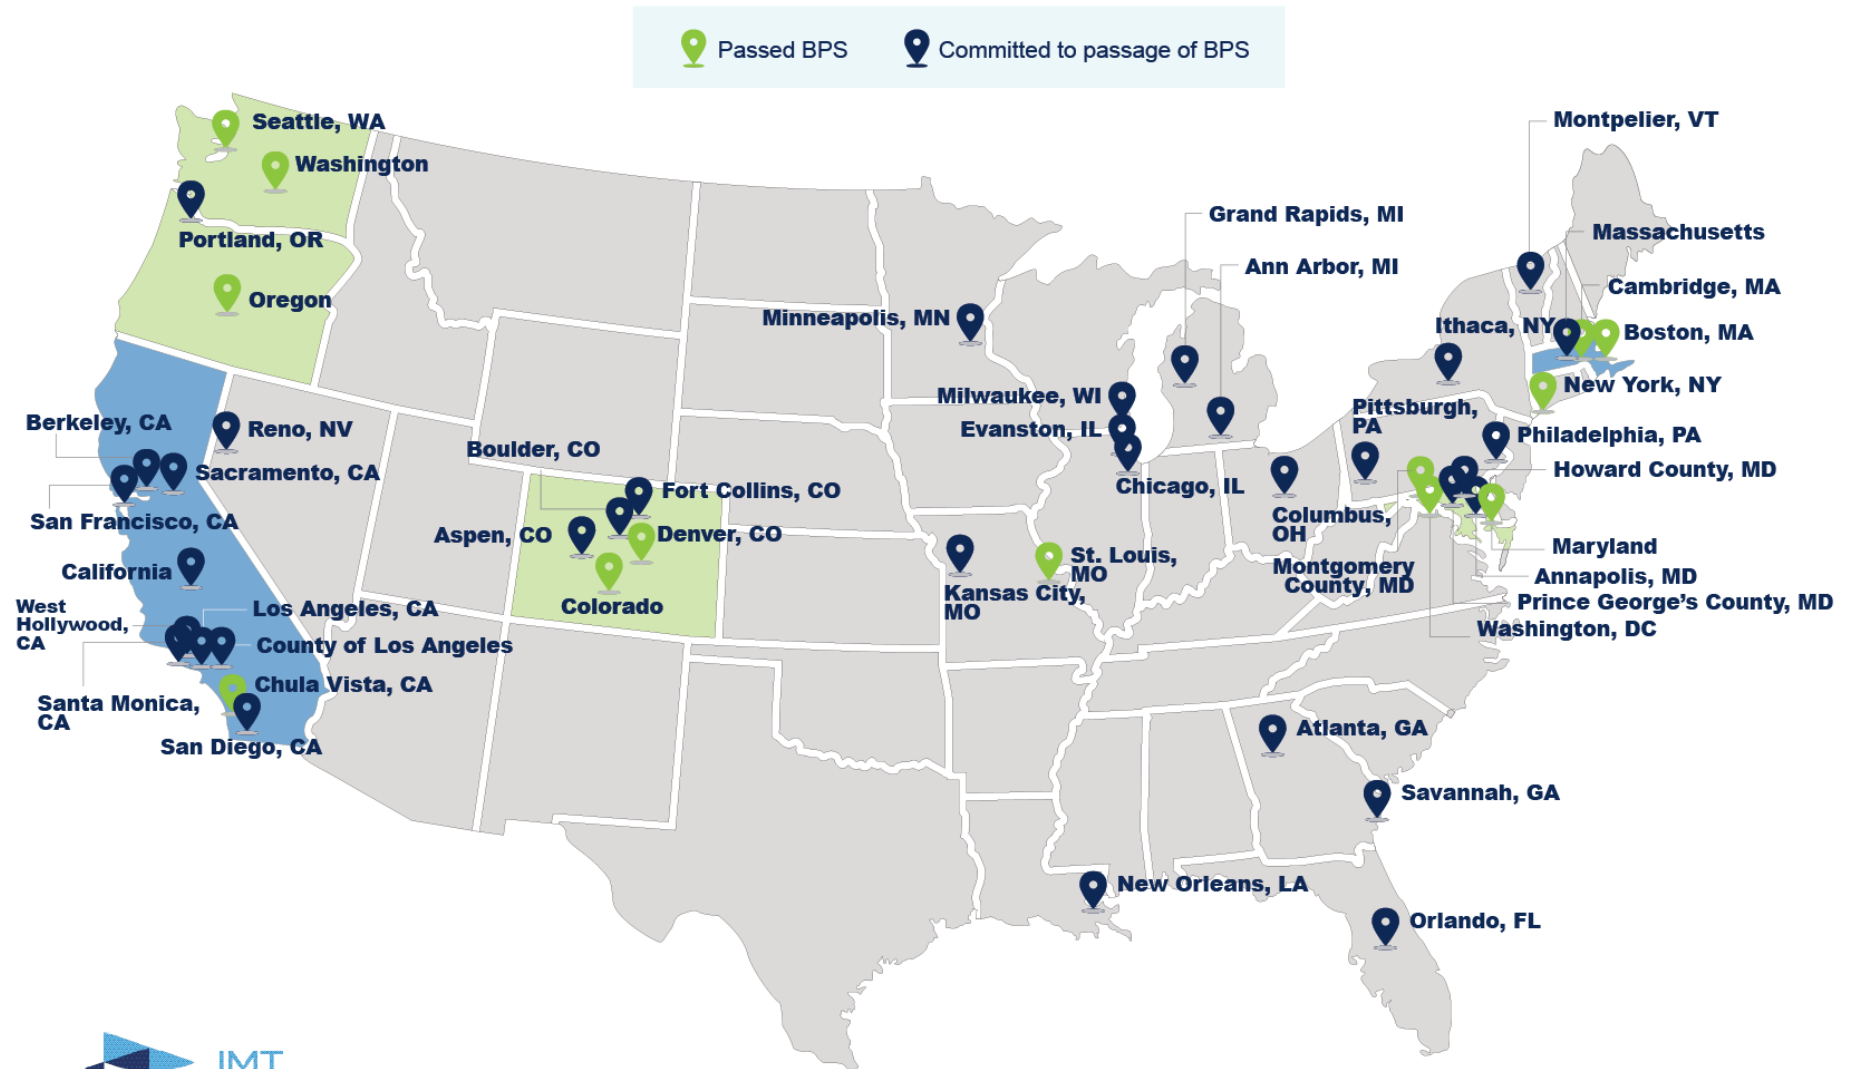 Passed BPS
Committed to passage of BPS
Seattle, WA
Washington
Portland, OR
Oregon
Montpelier, VT
Grand Rapids, MI
Massachusetts
Ann Arbor, MI
Cambridge, MA
Minneapolis, MN
Ithaca, NY
Boston, MA
New York, NY
Milwaukee, WI
Pittsburgh,
PA
Berkeley, CA
Reno, NV
Evanston, IL
Philadelphia, PA
Boulder, CO
Sacramento, CA
Howard County, MD
Fort Collins, CO
Chicago, IL
San Francisco, CA
Columbus,
OH
Aspen, CO
Denver, CO
St. Louis,
MO
Maryland
California
Montgomery
County, MD
Annapolis, MD
Kansas City,
MO
Colorado
Prince George's County, MD
West
Hollywood,
CA
Los Angeles, CA
Washington, DC
County of Los Angeles
Chula Vista, CA
Santa Monica,
CA
San Diego, CA
Atlanta, GA
Savannah, GA
New Orleans, LA
Orlando, FL
IMT